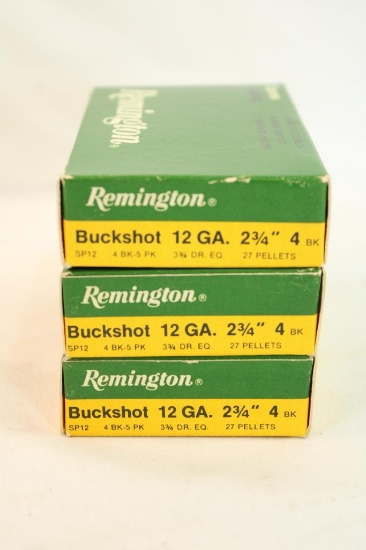 Remington®
Remington®
Buckshot 12 GA. 2¾" 4 BK
SP12 4 BK-5 PK 3¾ DR. EQ. 27 PELLETS
Remington®
Buckshot 12 GA. 2¾" 4 BK
SP12 4 BK-5 PK 3¾ DR. EQ. 27 PELLETS
Remington®
Buckshot 12 GA. 2¾" 4 BK
SP12 4 BK-5 PK 3¾ DR. EQ. 27 PELLETS